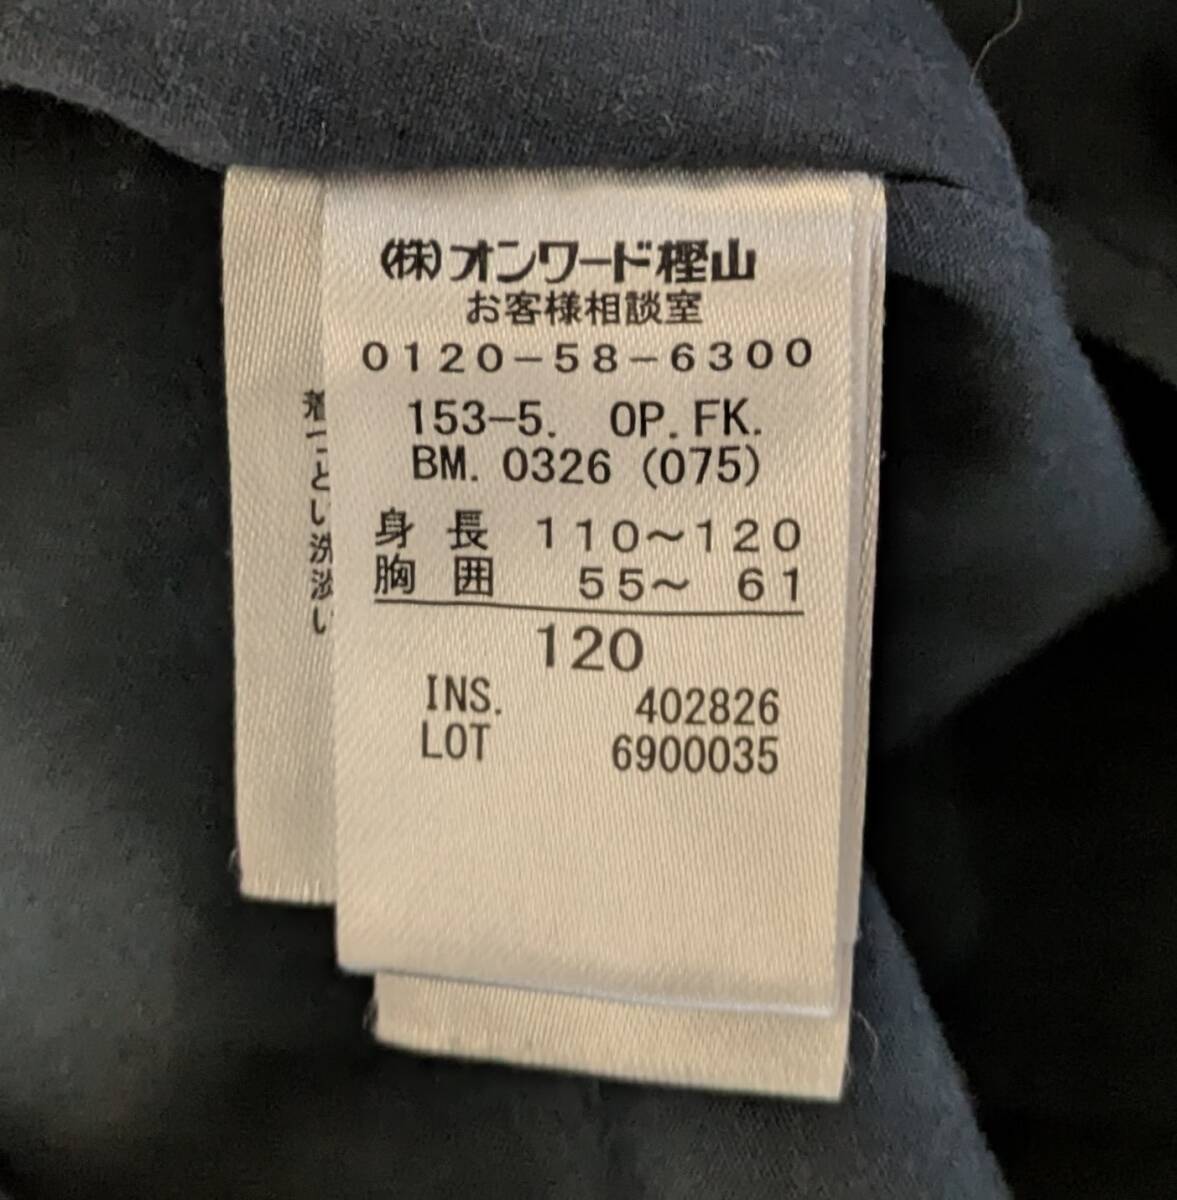 (株)オンワード樫山
お客様相談室
0120-58-6300
153-5. OP.FK.
BM. 0326 (075)
身長 110〜120
胸囲 55〜 61
120
INS. 402826
LOT 6900035